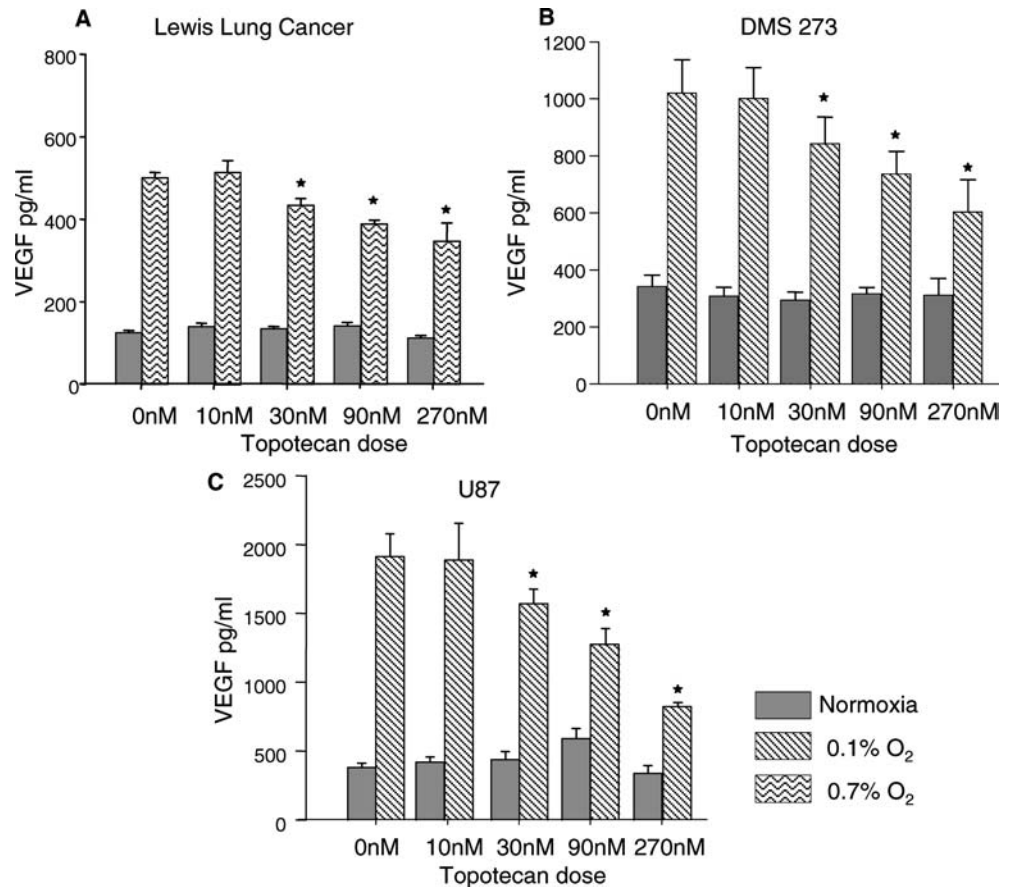 A
Lewis Lung Cancer
800
600
400
200
0
VEGF pg/ml
0nM 10nM 30nM 90nM 270nM
Topotecan dose
B
DMS 273
1200
1000
800
600
400
200
0
VEGF pg/ml
0nM 10nM 30nM 90nM 270nM
Topotecan dose
C
U87
2500
2000
1500
1000
500
0
VEGF pg/ml
0nM 10nM 30nM 90nM 270nM
Topotecan dose
Normoxia
0.1% O₂
0.7% O₂